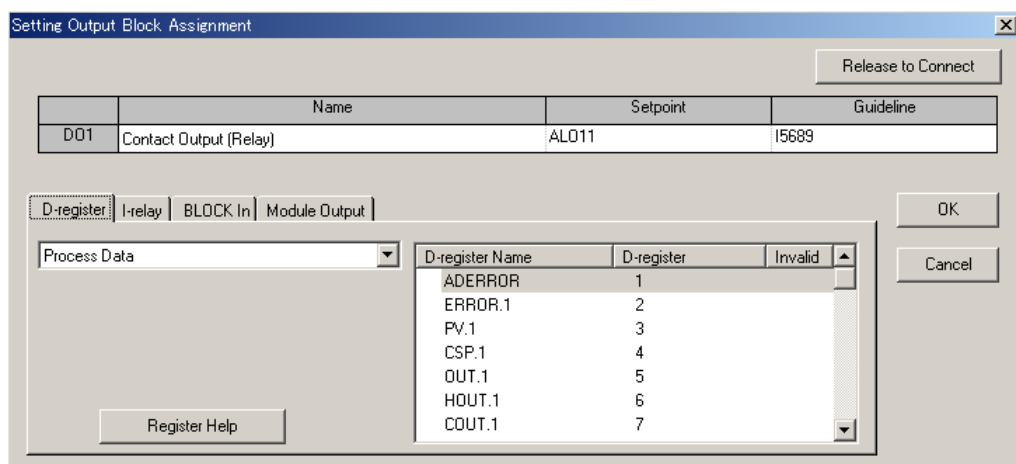 Setting Output Block Assignment
Release to Connect
Name Setpoint Guideline
DO1 Contact Output (Relay) ALO11 I5689
D-register I-relay BLOCK In Module Output
OK
Process Data
D-register Name D-register Invalid
Cancel
ADERROR 1
ERROR.1 2
PV.1 3
CSP.1 4
OUT.1 5
HOUT.1 6
COUT.1 7
Register Help